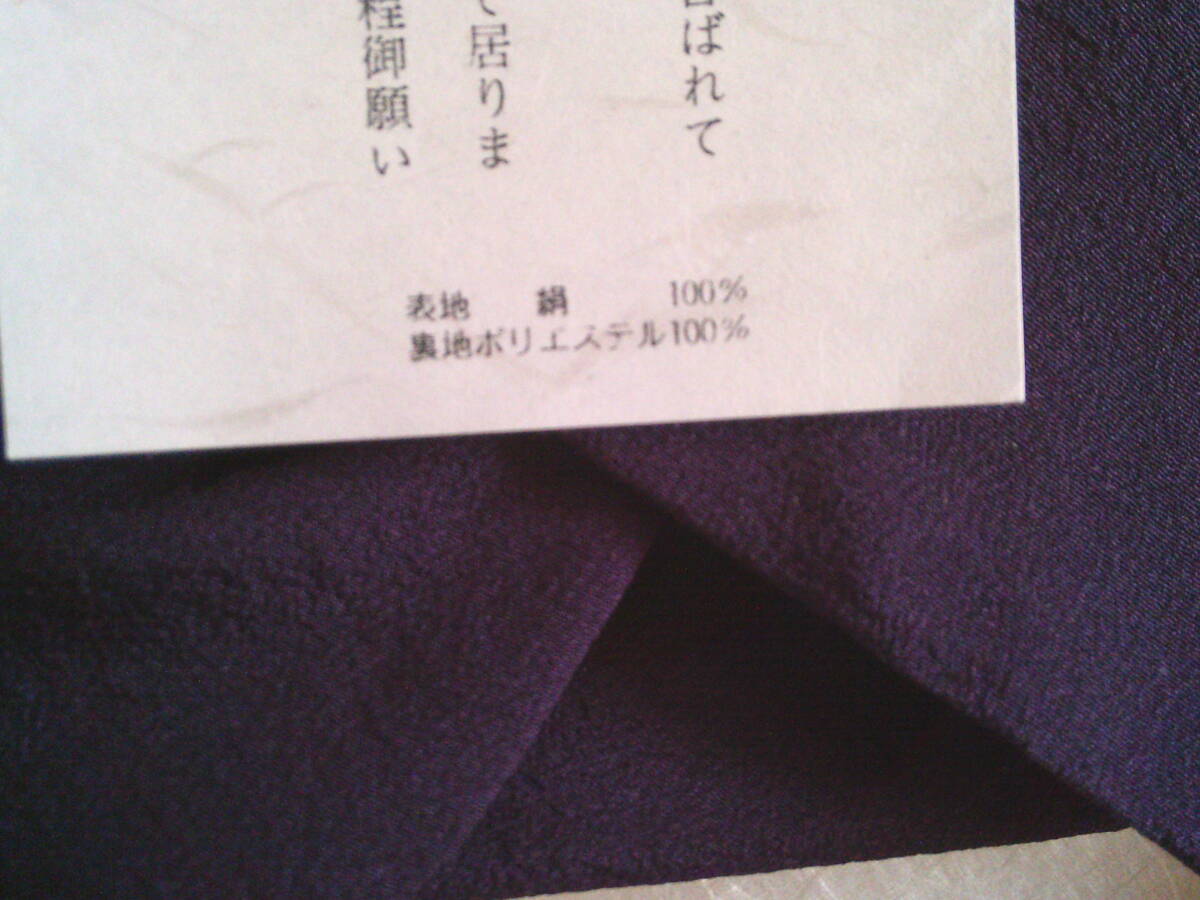 ばれて
て居りま
程御願い
表地　絹　100%
裏地ポリエステル100%